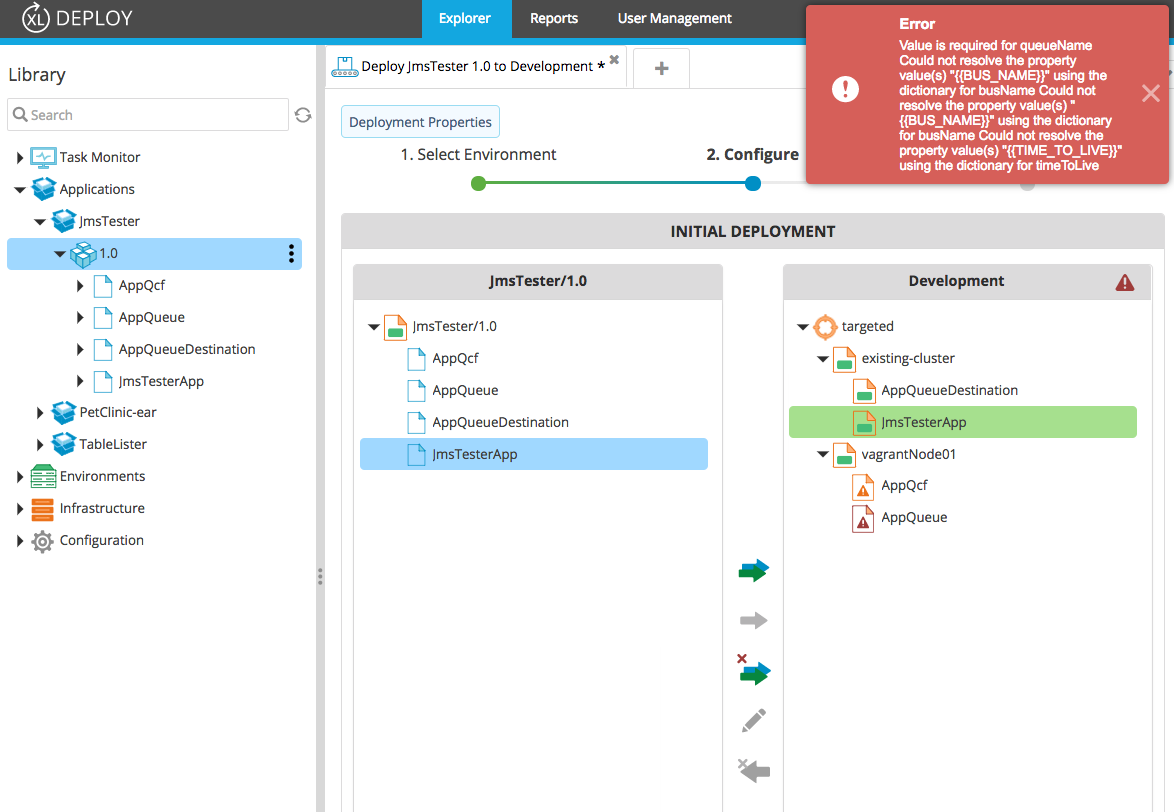 XL DEPLOY
Explorer
Reports
User Management
Error
Value is required for queueName
Could not resolve the property
value(s) "{{BUS_NAME}}" using the
dictionary for busName Could not
resolve the property value(s) "
{{BUS_NAME}}" using the dictionary
for busName Could not resolve the
property value(s) "{{TIME_TO_LIVE}}"
using the dictionary for timeToLive
Library
Search
Task Monitor
Applications
JmsTester
1.0
AppQcf
AppQueue
AppQueueDestination
JmsTesterApp
PetClinic-ear
TableLister
Environments
Infrastructure
Configuration
Deploy JmsTester 1.0 to Development *
Deployment Properties
1. Select Environment
2. Configure
INITIAL DEPLOYMENT
JmsTester/1.0
JmsTester/1.0
AppQcf
AppQueue
AppQueueDestination
JmsTesterApp
Development
targeted
existing-cluster
AppQueueDestination
JmsTesterApp
vagrantNode01
AppQcf
AppQueue